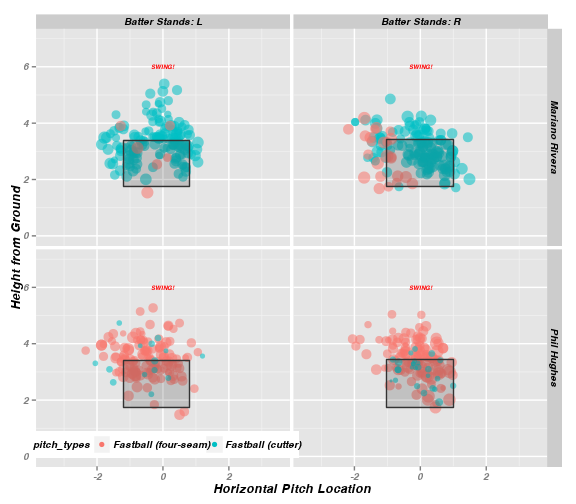 Batter Stands: L Batter Stands: R
SWING! SWING!
6
4
2
0
Mariano Rivera
Height from Ground
SWING! SWING!
6
4
2
0
Phil Hughes
pitch_types Fastball (four-seam) Fastball (cutter)
-2 0 2 -2 0 2
Horizontal Pitch Location